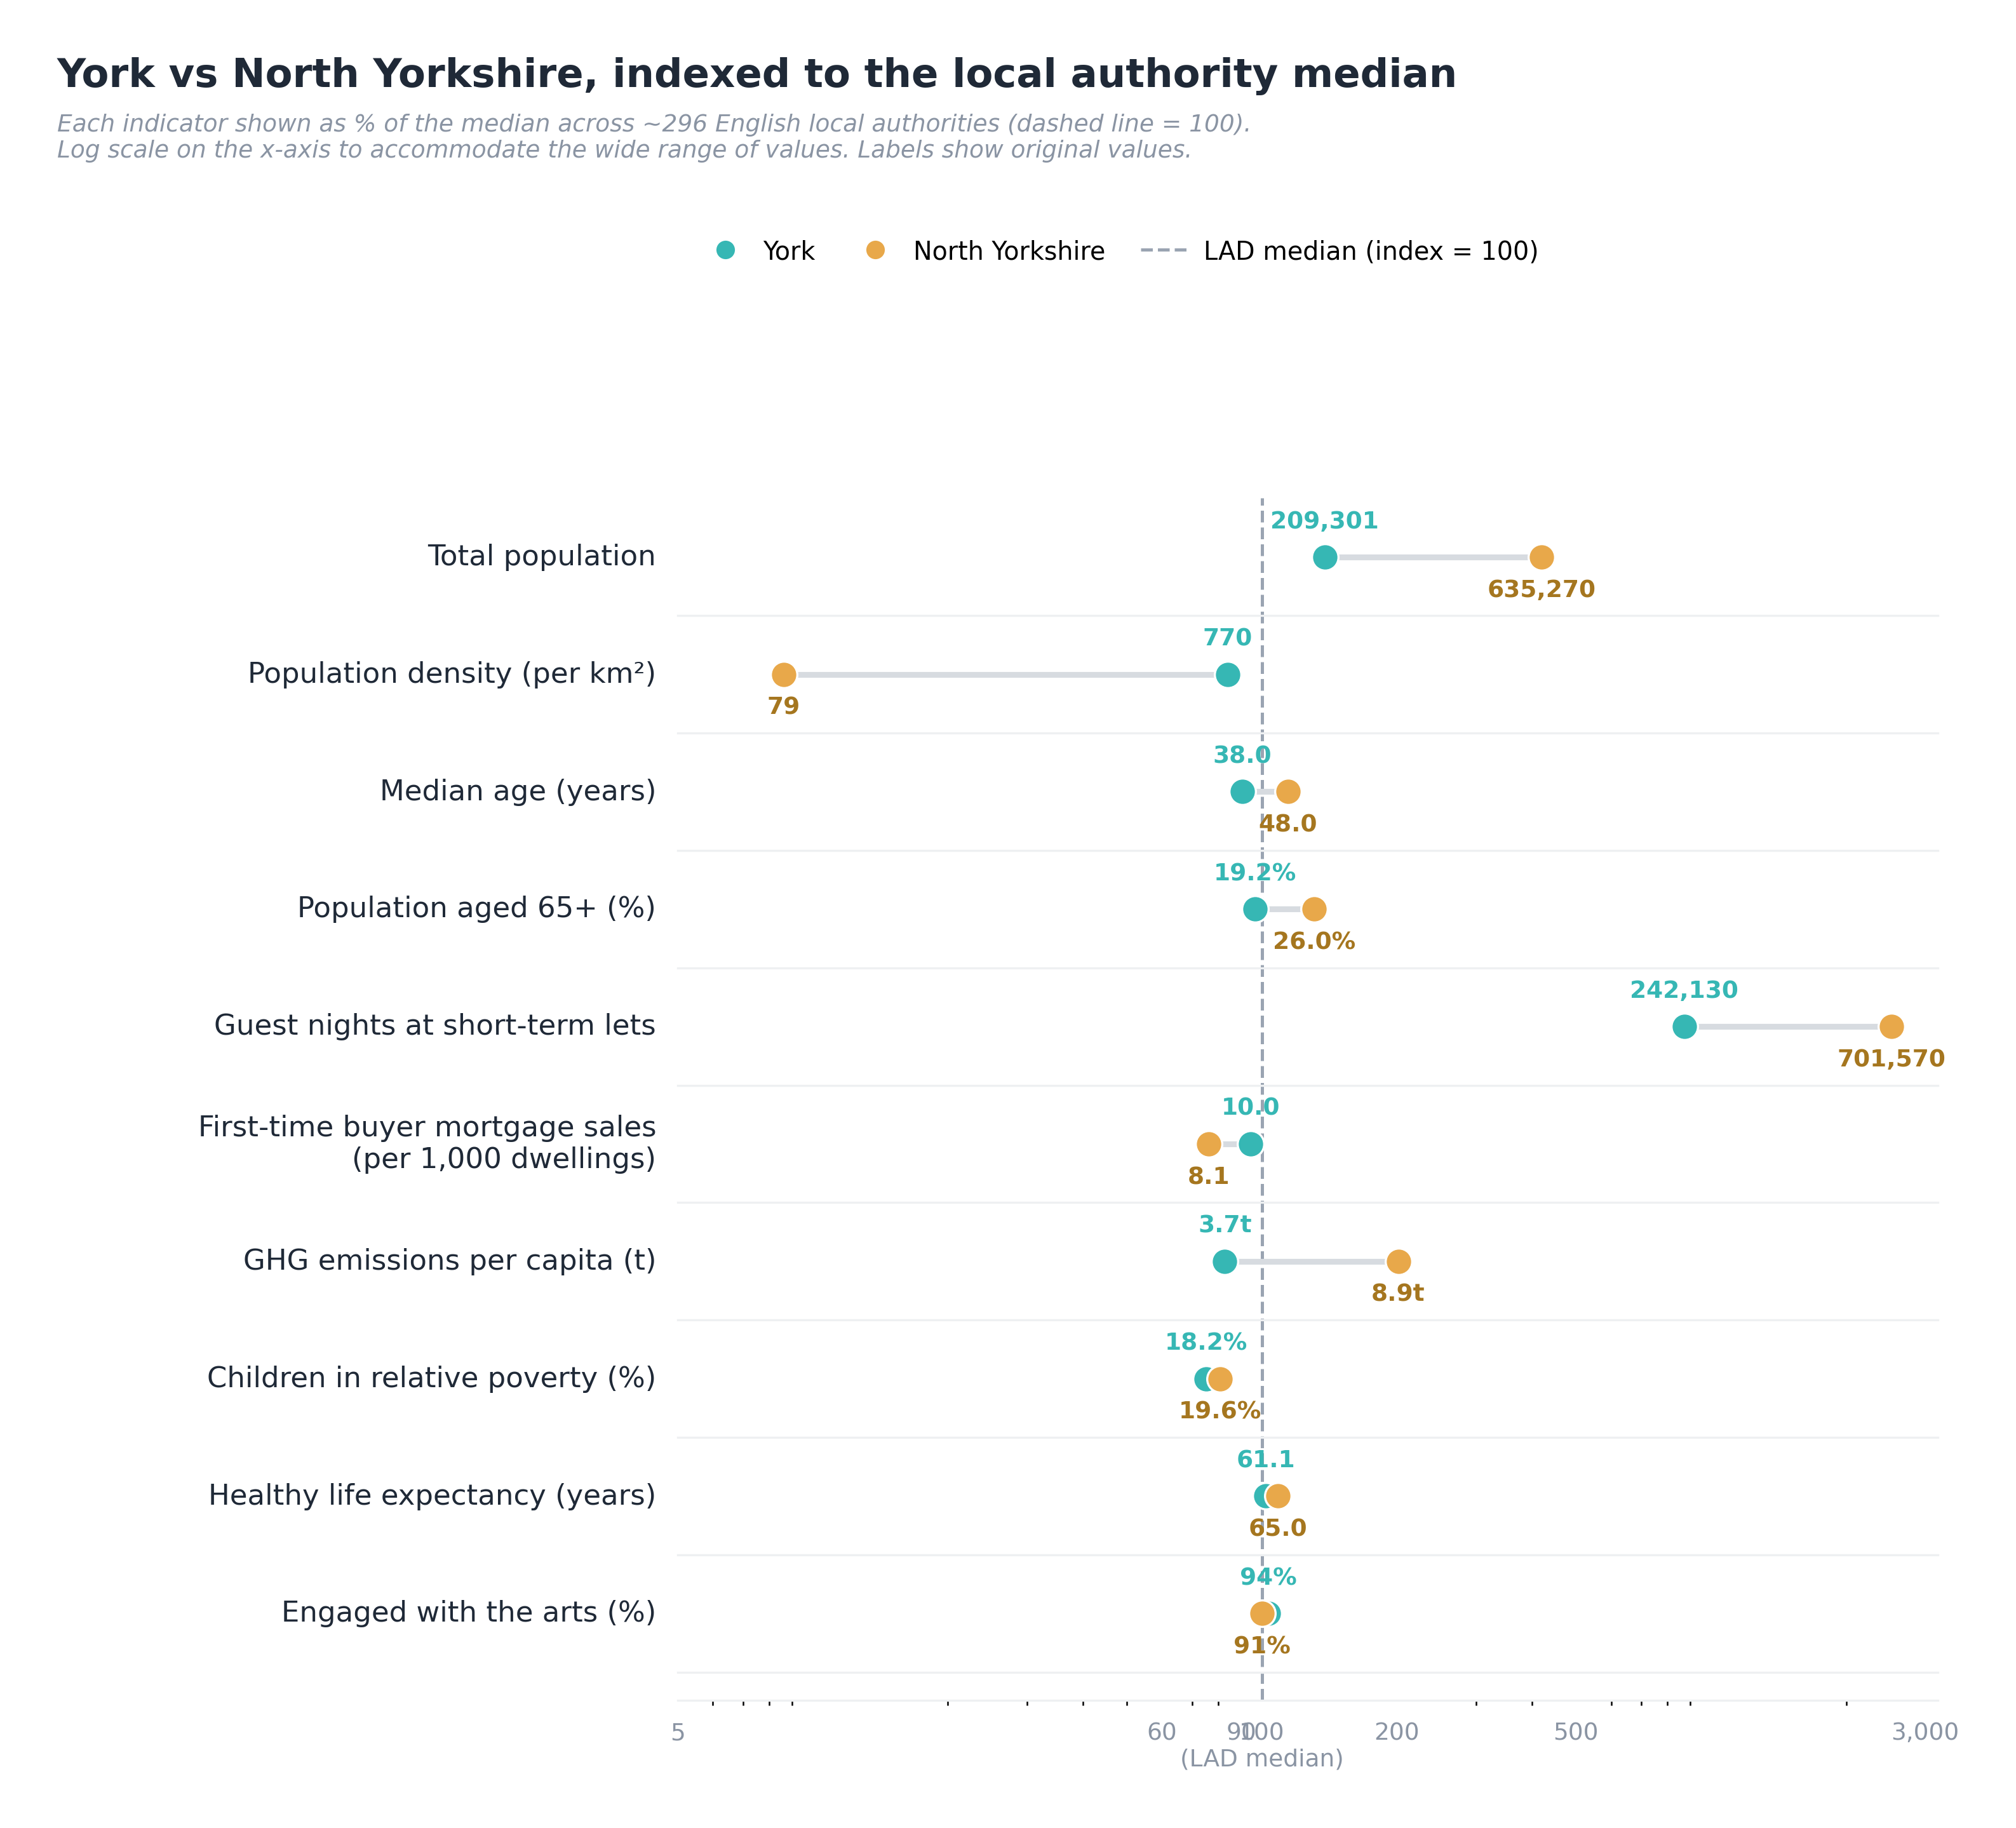 York vs North Yorkshire, indexed to the local authority median
Each indicator shown as % of the median across ~296 English local authorities (dashed line = 100).
Log scale on the x-axis to accommodate the wide range of values. Labels show original values.
York
North Yorkshire
LAD median (index = 100)
209,301
Total population
635,270
770
Population density (per km²)
79
38.0
Median age (years)
48.0
19.2%
Population aged 65+ (%)
26.0%
242,130
Guest nights at short-term lets
701,570
10.0
First-time buyer mortgage sales
(per 1,000 dwellings)
8.1
3.7t
GHG emissions per capita (t)
8.9t
18.2%
Children in relative poverty (%)
19.6%
61.1
Healthy life expectancy (years)
65.0
94%
Engaged with the arts (%)
91%
5
60
90
100
200
500
3,000
(LAD median)